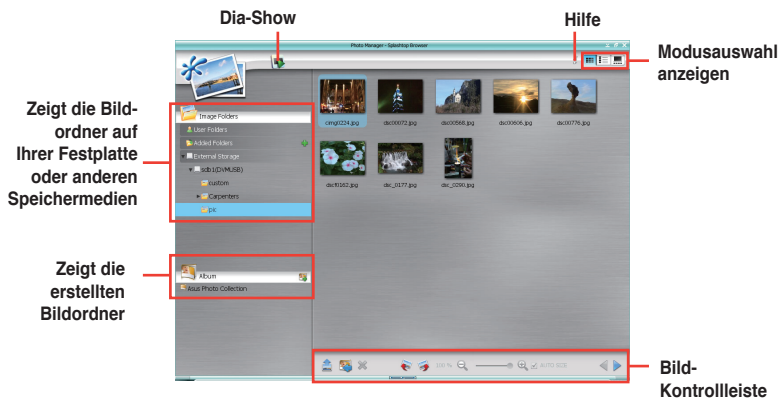 Dia-Show
Hilfe
Photo Manager - Splashtop Browser
Modusauswahl
anzeigen
Zeigt die Bild-
ordner auf
Ihrer Festplatte
oder anderen
Speichermedien
Image Folders
User Folders
Added Folders
External Storage
sdb1(DVMUSB)
custom
Carpenters
pic
cimg0224.jpg
dsc00072.jpg
dsc00568.jpg
dsc00606.jpg
dsc00776.jpg
dscf0162.jpg
dsc_0177.jpg
dsc_0290.jpg
Zeigt die
erstellten
Bildordner
Album
Asus Photo Collection
100 %
AUTO SIZE
Bild-
Kontrollleiste